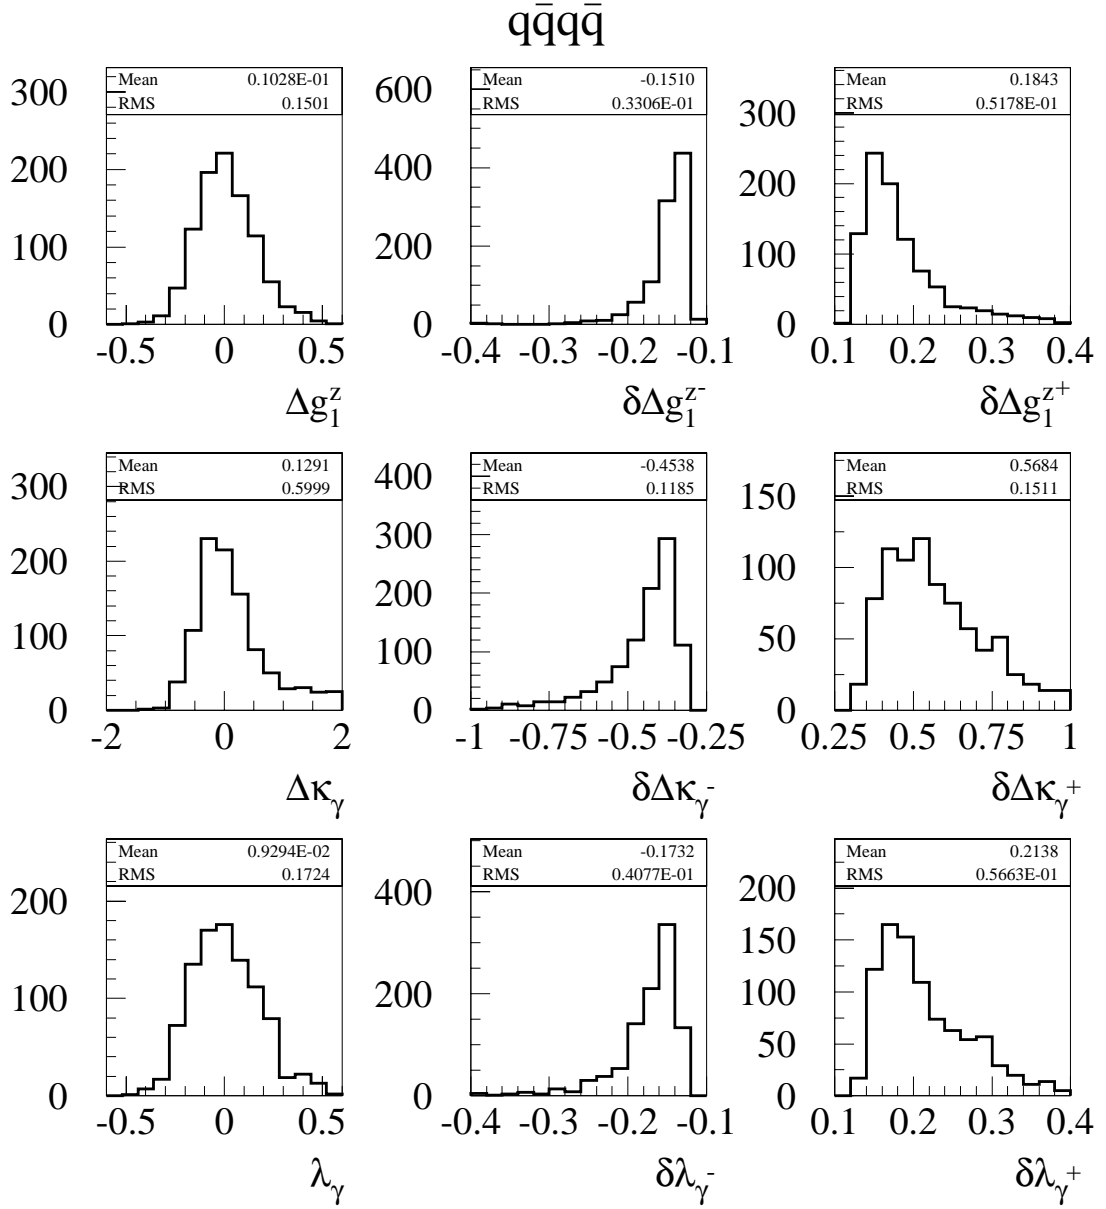 qq̄qq̄
Mean 0.1028E-01
RMS 0.1501
300
200
100
0
-0.5 0 0.5
Δg₁ᶻ
Mean -0.1510
RMS 0.3306E-01
600
400
200
0
-0.4 -0.3 -0.2 -0.1
δΔg₁ᶻ⁻
Mean 0.1843
RMS 0.5178E-01
300
200
100
0
0.1 0.2 0.3 0.4
δΔg₁ᶻ⁺
Mean 0.1291
RMS 0.5999
300
200
100
0
-2 0 2
Δκᵧ
Mean -0.4538
RMS 0.1185
400
300
200
100
0
-1 -0.75 -0.5 -0.25
δΔκᵧ⁻
Mean 0.5684
RMS 0.1511
150
100
50
0
0.25 0.5 0.75 1
δΔκᵧ⁺
Mean 0.9294E-02
RMS 0.1724
200
100
0
-0.5 0 0.5
λᵧ
Mean -0.1732
RMS 0.4077E-01
400
200
0
-0.4 -0.3 -0.2 -0.1
δλᵧ⁻
Mean 0.2138
RMS 0.5663E-01
200
150
100
50
0
0.1 0.2 0.3 0.4
δλᵧ⁺